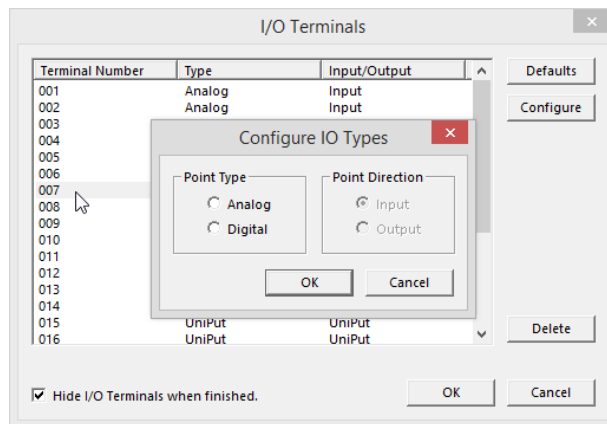 I/O Terminals
Terminal Number Type Input/Output
001 Analog Input
002 Analog Input
003
004
005
006
007
008
009
010
011
012
013
014
015 UniPut UniPut
016 UniPut UniPut
Defaults
Configure
Configure IO Types
Point Type Point Direction
Analog Input
Digital Output
OK Cancel
Delete
Hide I/O Terminals when finished. OK Cancel